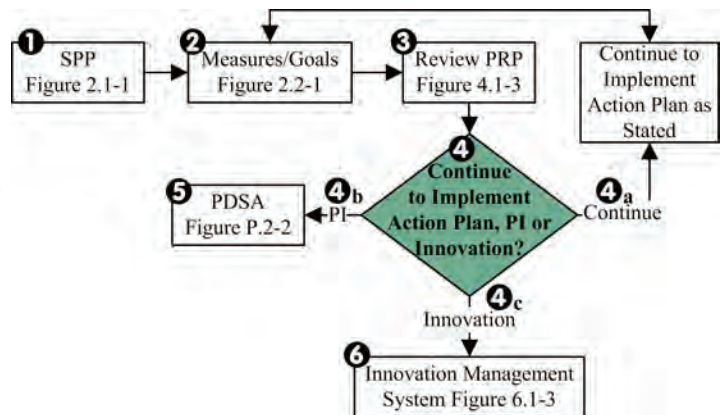 1
SPP
Figure 2.1-1
2
Measures/Goals
Figure 2.2-1
3
Review PRP
Figure 4.1-3
Continue to
Implement
Action Plan as
Stated
4
Continue
to Implement
Action Plan, PI or
Innovation?
4a
Continue
4b
PI
5
PDSA
Figure P.2-2
4c
Innovation
6
Innovation Management
System Figure 6.1-3